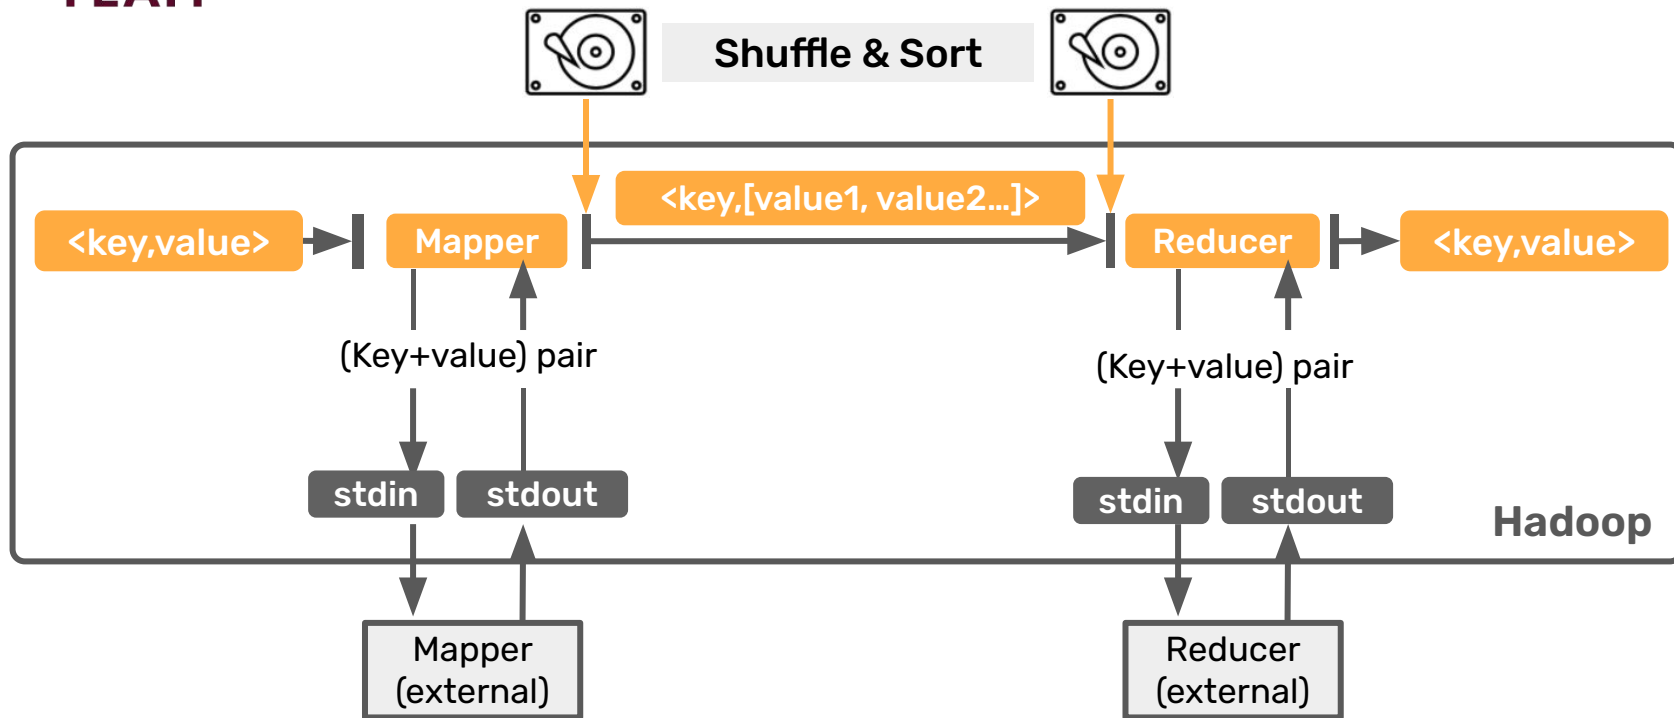 Shuffle & Sort
<key,[value1, value2...]>
<key,value>
Mapper
Reducer
<key,value>
(Key+value) pair
(Key+value) pair
stdin
stdout
stdin
stdout
Hadoop
Mapper
(external)
Reducer
(external)